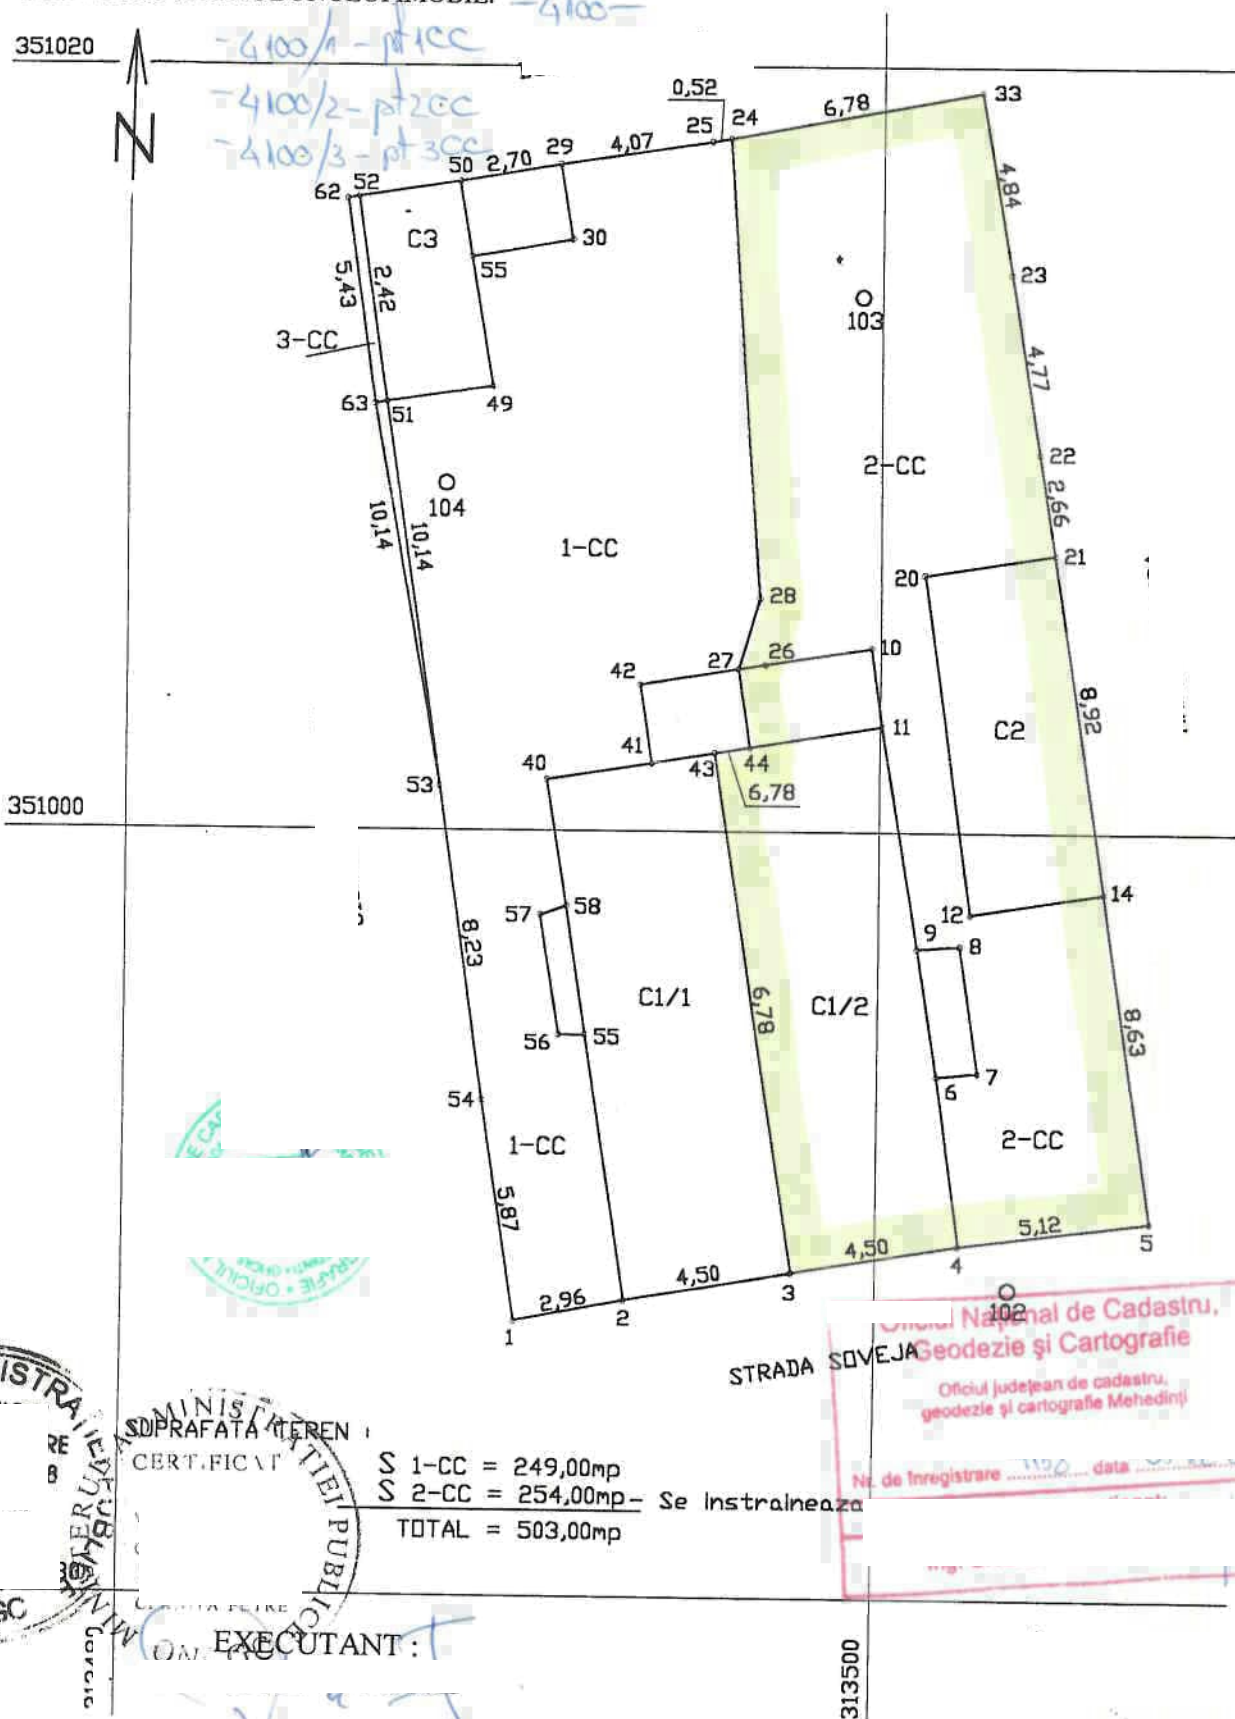 -4100-
351020
-4100/1-pt1CC
-4100/2-pt2CC
-4100/3-pt3CC
N
0,52
6,78
33
25
24
29
4,07
50
2,70
62
52
4,84
C3
30
55
23
5,43
2,42
103
3-CC
4,77
49
63
51
22
2-CC
104
2,66
10,14
10,14
1-CC
21
20
28
10
27
26
42
8,92
11
C2
41
44
40
43
53
6,78
351000
14
58
57
12
9
8
8,23
C1/1
6,78
C1/2
8,63
56
55
7
54
6
1-CC
2-CC
5,87
5,12
5
4,50
4
4,50
3
2,96
2
1
102
Național de Cadastru,
Geodezie și Cartografie
STRADA SOVEJA
Oficiul județean de cadastru,
geodezie și cartografie Mehedinți
SUPRAFATA TEREN :
CERTIFICAT
S 1-CC = 249,00mp
Nr. de înregistrare data
S 2-CC = 254,00mp- Se instraineaza
TOTAL = 503,00mp
PUBLICE
EXECUTANT :
313500